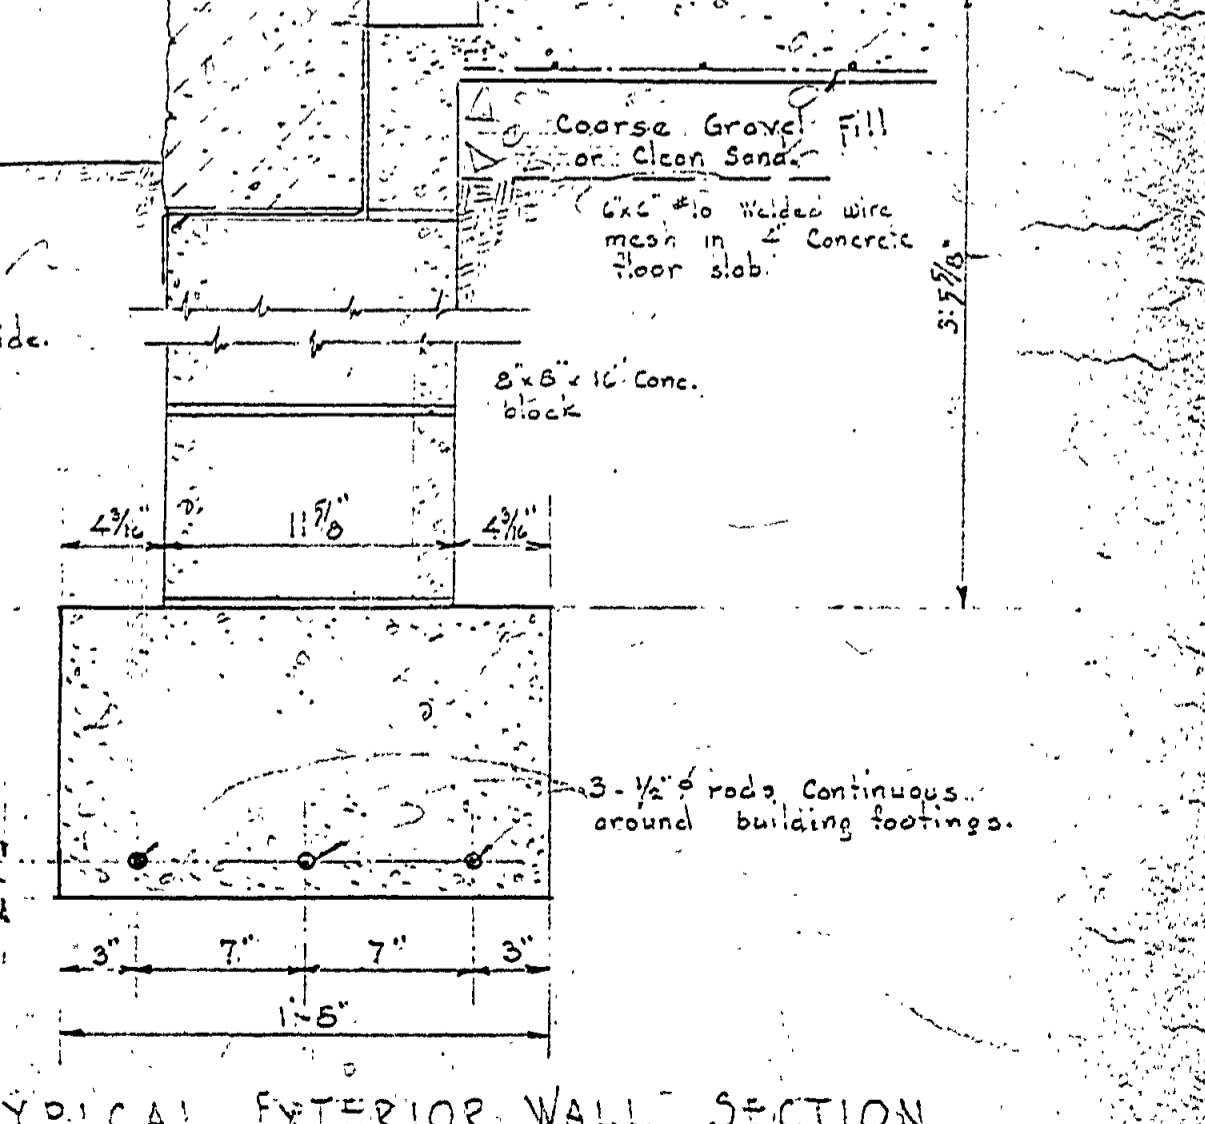 Coarse Gravel Fill
or Clean Sand.
6"x6" #10 Welded wire
mesh in 4" Concrete
floor slab.
3'-5 5/8"
ide.
8"x8"x16" Conc.
block
4 3/16" 11 5/8" 4 3/16"
3-1/2" φ rods Continuous
around building footings.
3" 7" 7" 3"
1'-8"
YPICAL EXTERIOR WALL SECTION